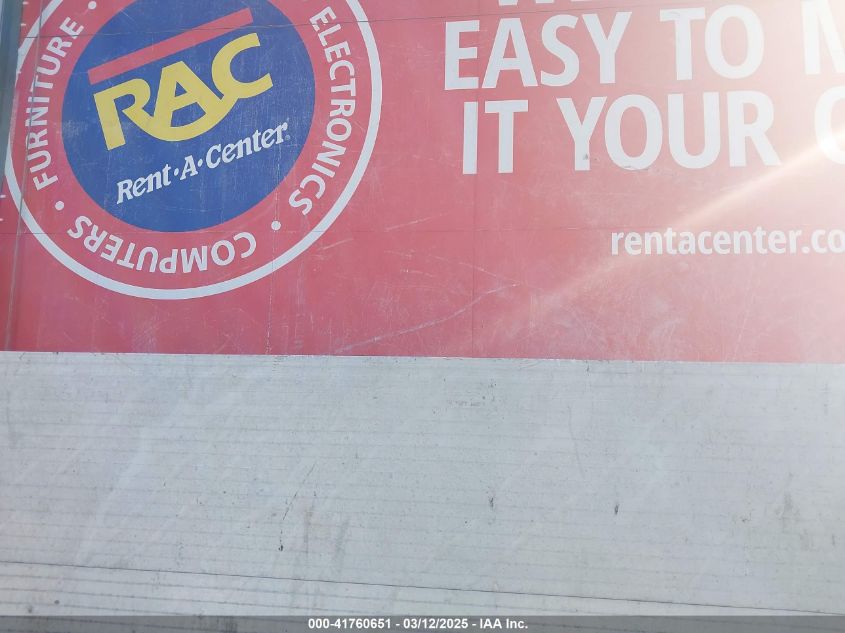 FURNITURE • ELECTRONICS • COMPUTERS •
RAC
Rent·A·Center®
EASY TO
IT YOUR
rentacenter.co
000-41760651 - 03/12/2025 - IAA Inc.